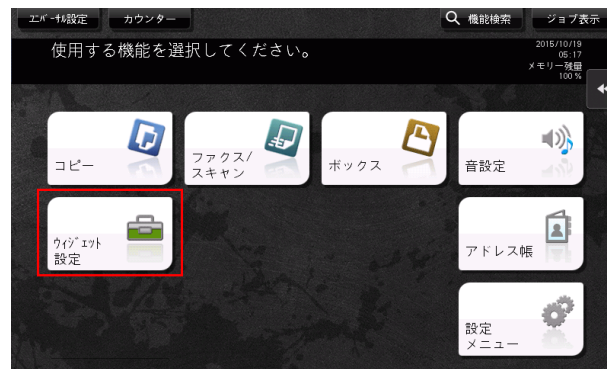 ﾕﾆﾊﾞｰｻﾙ設定 カウンター 機能検索 ジョブ表示
使用する機能を選択してください。
2015/10/19
05:17
メモリー残量
100 %
コピー ファクス/
スキャン ボックス 音設定
ｳｨｼﾞｪｯﾄ
設定 アドレス帳
設定
メニュー